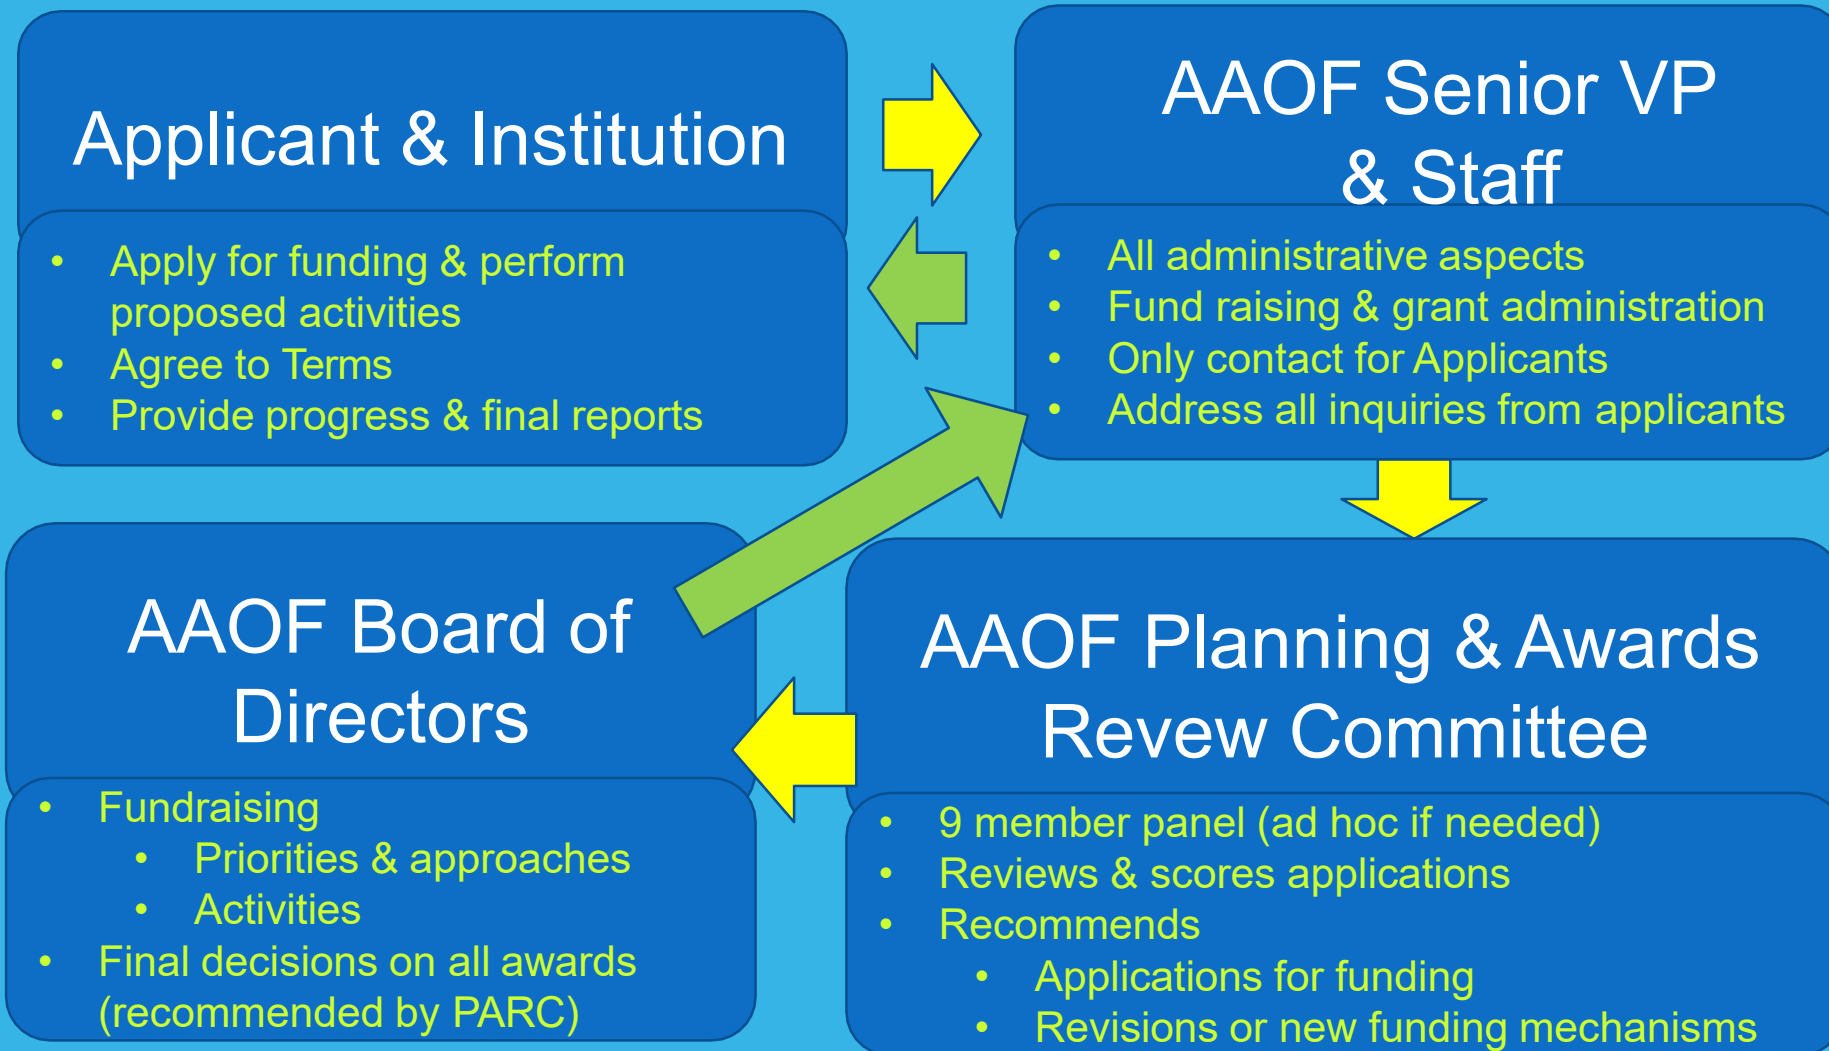 Applicant & Institution
• Apply for funding & perform
proposed activities
• Agree to Terms
• Provide progress & final reports
AAOF Senior VP
& Staff
• All administrative aspects
• Fund raising & grant administration
• Only contact for Applicants
• Address all inquiries from applicants
AAOF Board of
Directors
• Fundraising
• Priorities & approaches
• Activities
• Final decisions on all awards
(recommended by PARC)
AAOF Planning & Awards
Revew Committee
• 9 member panel (ad hoc if needed)
• Reviews & scores applications
• Recommends
• Applications for funding
• Revisions or new funding mechanisms